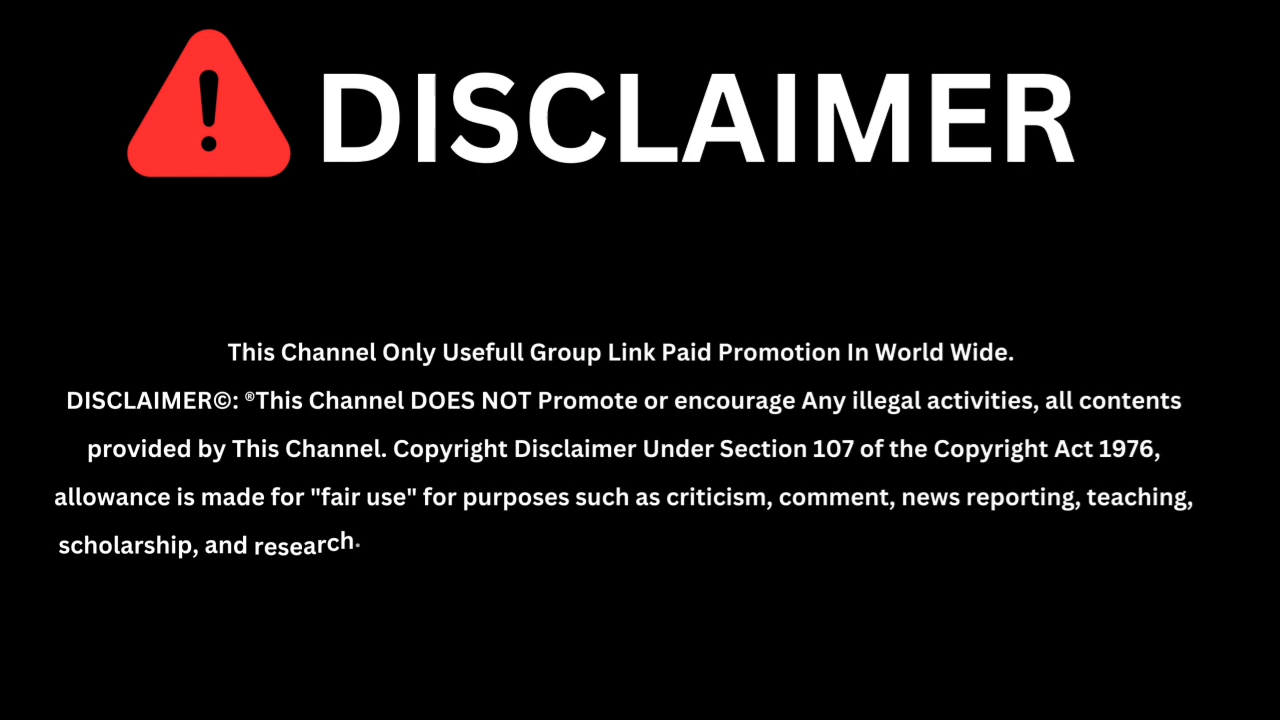 DISCLAIMER
This Channel Only Usefull Group Link Paid Promotion In World Wide.
DISCLAIMER©: ®This Channel DOES NOT Promote or encourage Any illegal activities, all contents
provided by This Channel. Copyright Disclaimer Under Section 107 of the Copyright Act 1976,
allowance is made for "fair use" for purposes such as criticism, comment, news reporting, teaching,
scholarship, and research.